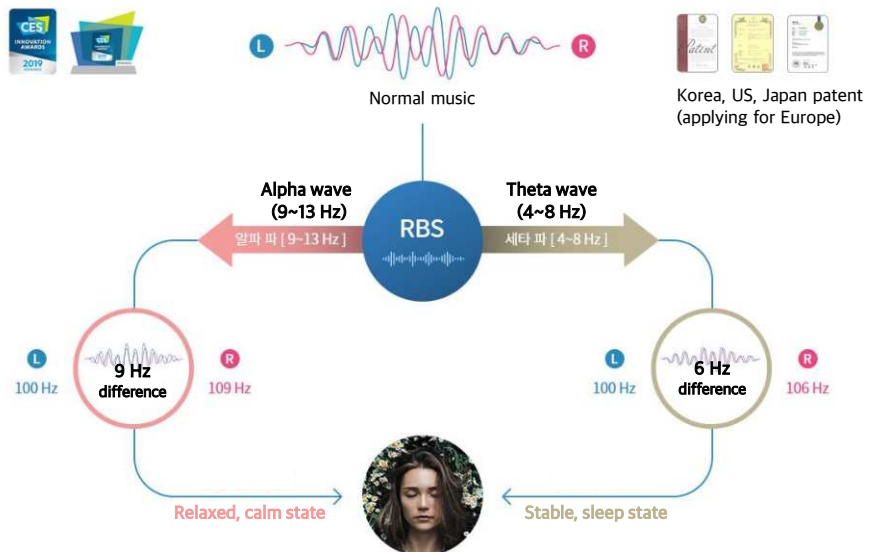 CES
INNOVATION
AWARDS
2019
L
R
Normal music
Patent
Korea, US, Japan patent
(applying for Europe)
Alpha wave
(9~13 Hz)
Theta wave
(4~8 Hz)
알파 파 [ 9~13 Hz ]
RBS
세타 파 [ 4~8 Hz ]
L
100 Hz
9 Hz
difference
R
109 Hz
L
100 Hz
6 Hz
difference
R
106 Hz
Relaxed, calm state
Stable, sleep state